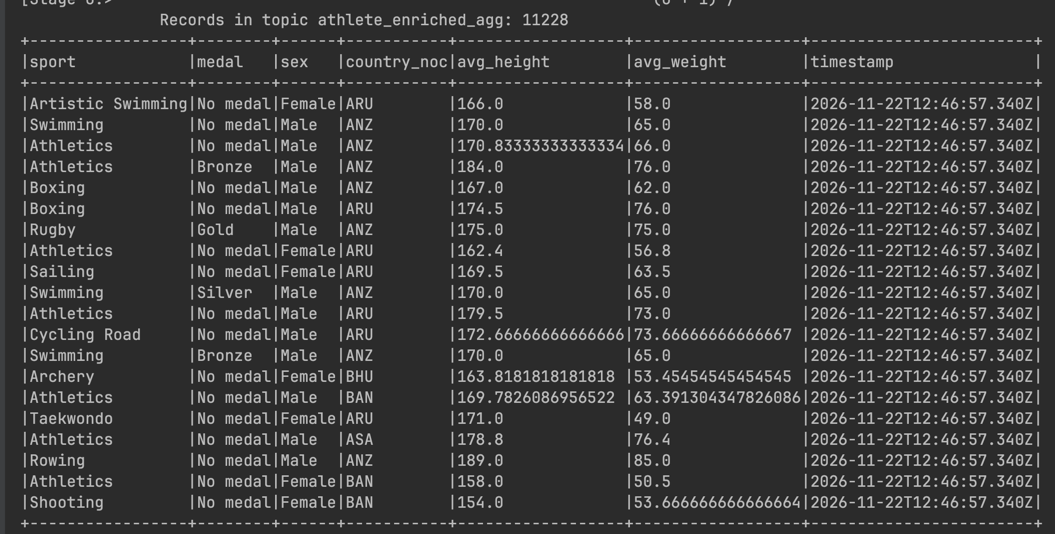 [Stage 6:> (0 + 1) /
Records in topic athlete_enriched_agg: 11228
+-----------------+--------+------+-----------+------------------+------------------+------------------------+
|sport |medal |sex |country_noc|avg_height |avg_weight |timestamp |
+-----------------+--------+------+-----------+------------------+------------------+------------------------+
|Artistic Swimming|No medal|Female|ARU |166.0 |58.0 |2026-11-22T12:46:57.340Z|
|Swimming |No medal|Male |ANZ |170.0 |65.0 |2026-11-22T12:46:57.340Z|
|Athletics |No medal|Male |ANZ |170.83333333333334|66.0 |2026-11-22T12:46:57.340Z|
|Athletics |Bronze |Male |ANZ |184.0 |76.0 |2026-11-22T12:46:57.340Z|
|Boxing |No medal|Male |ANZ |167.0 |62.0 |2026-11-22T12:46:57.340Z|
|Boxing |No medal|Male |ARU |174.5 |76.0 |2026-11-22T12:46:57.340Z|
|Rugby |Gold |Male |ANZ |175.0 |75.0 |2026-11-22T12:46:57.340Z|
|Athletics |No medal|Female|ARU |162.4 |56.8 |2026-11-22T12:46:57.340Z|
|Sailing |No medal|Female|ARU |169.5 |63.5 |2026-11-22T12:46:57.340Z|
|Swimming |Silver |Male |ANZ |170.0 |65.0 |2026-11-22T12:46:57.340Z|
|Athletics |No medal|Male |ARU |179.5 |73.0 |2026-11-22T12:46:57.340Z|
|Cycling Road |No medal|Male |ARU |172.66666666666666|73.66666666666667 |2026-11-22T12:46:57.340Z|
|Swimming |Bronze |Male |ANZ |170.0 |65.0 |2026-11-22T12:46:57.340Z|
|Archery |No medal|Female|BHU |163.8181818181818 |53.45454545454545 |2026-11-22T12:46:57.340Z|
|Athletics |No medal|Male |BAN |169.7826086956522 |63.391304347826086|2026-11-22T12:46:57.340Z|
|Taekwondo |No medal|Female|ARU |171.0 |49.0 |2026-11-22T12:46:57.340Z|
|Athletics |No medal|Male |ASA |178.8 |76.4 |2026-11-22T12:46:57.340Z|
|Rowing |No medal|Male |ANZ |189.0 |85.0 |2026-11-22T12:46:57.340Z|
|Athletics |No medal|Female|BAN |158.0 |50.5 |2026-11-22T12:46:57.340Z|
|Shooting |No medal|Female|BAN |154.0 |53.666666666666664|2026-11-22T12:46:57.340Z|
+-----------------+--------+------+-----------+------------------+------------------+------------------------+